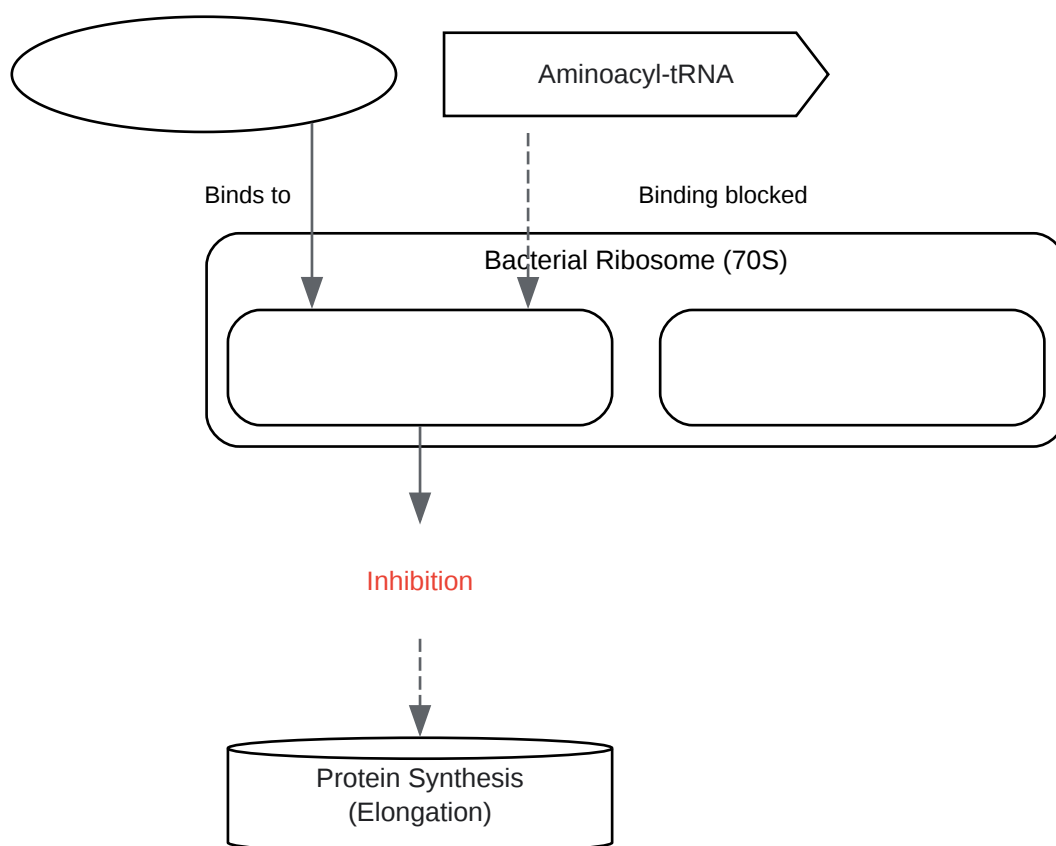 Aminoacyl-tRNA
Binds to
Binding blocked
Bacterial Ribosome (70S)
Inhibition
Protein Synthesis
(Elongation)